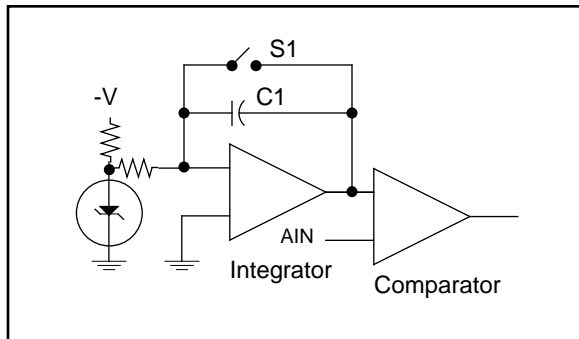 S1
C1
-V
AIN
Integrator
Comparator